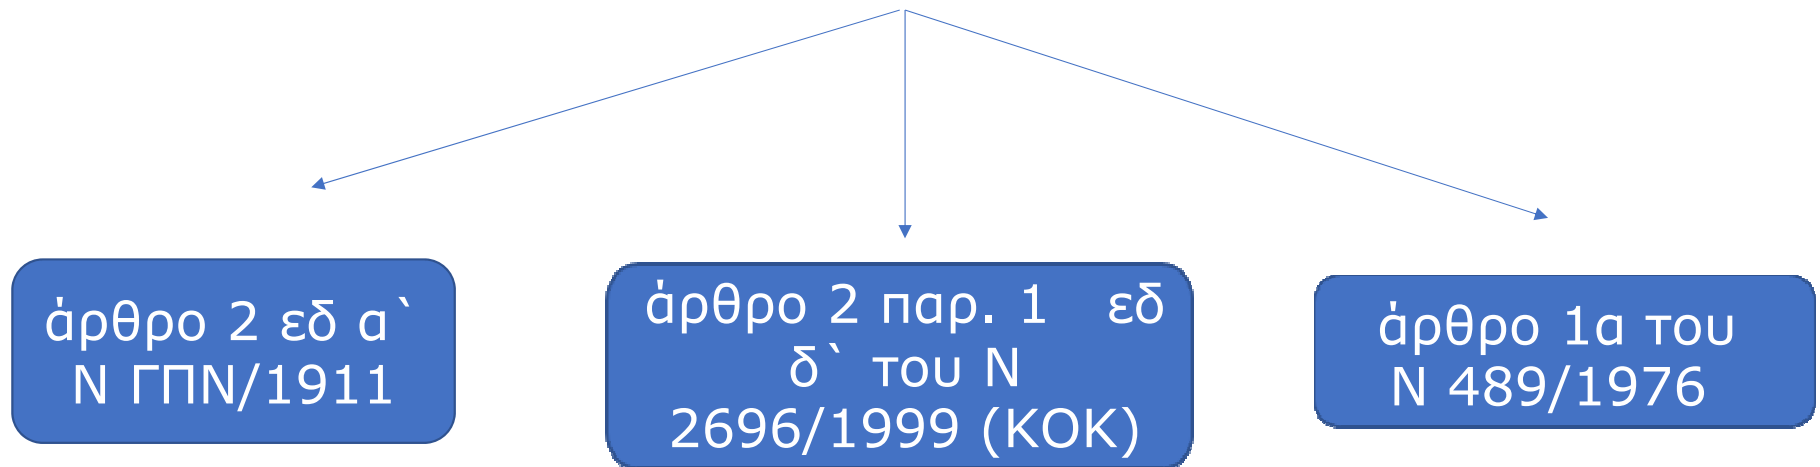 άρθρο 2 εδ α`
Ν ΓΠΝ/1911
άρθρο 2 παρ. 1 εδ
δ` του Ν
2696/1999 (ΚΟΚ)
άρθρο 1α του
Ν 489/1976